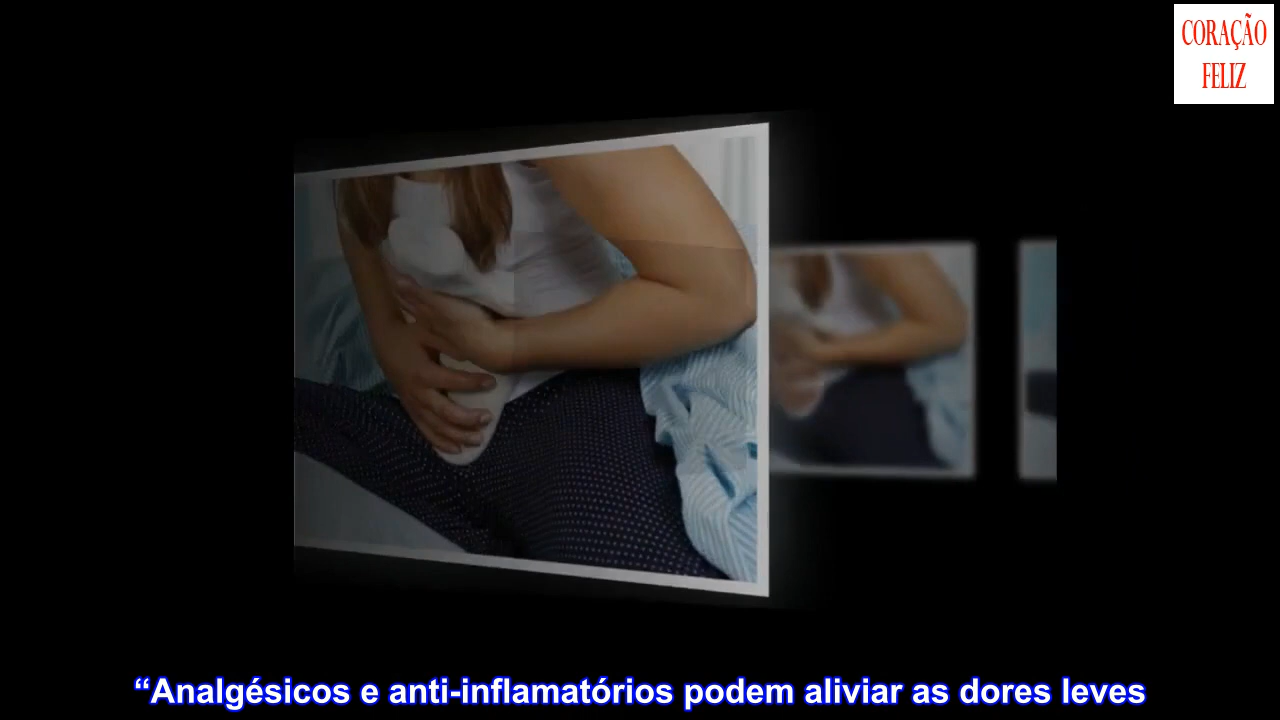 CORAÇÃO
FELIZ
“Analgésicos e anti-inflamatórios podem aliviar as dores leves